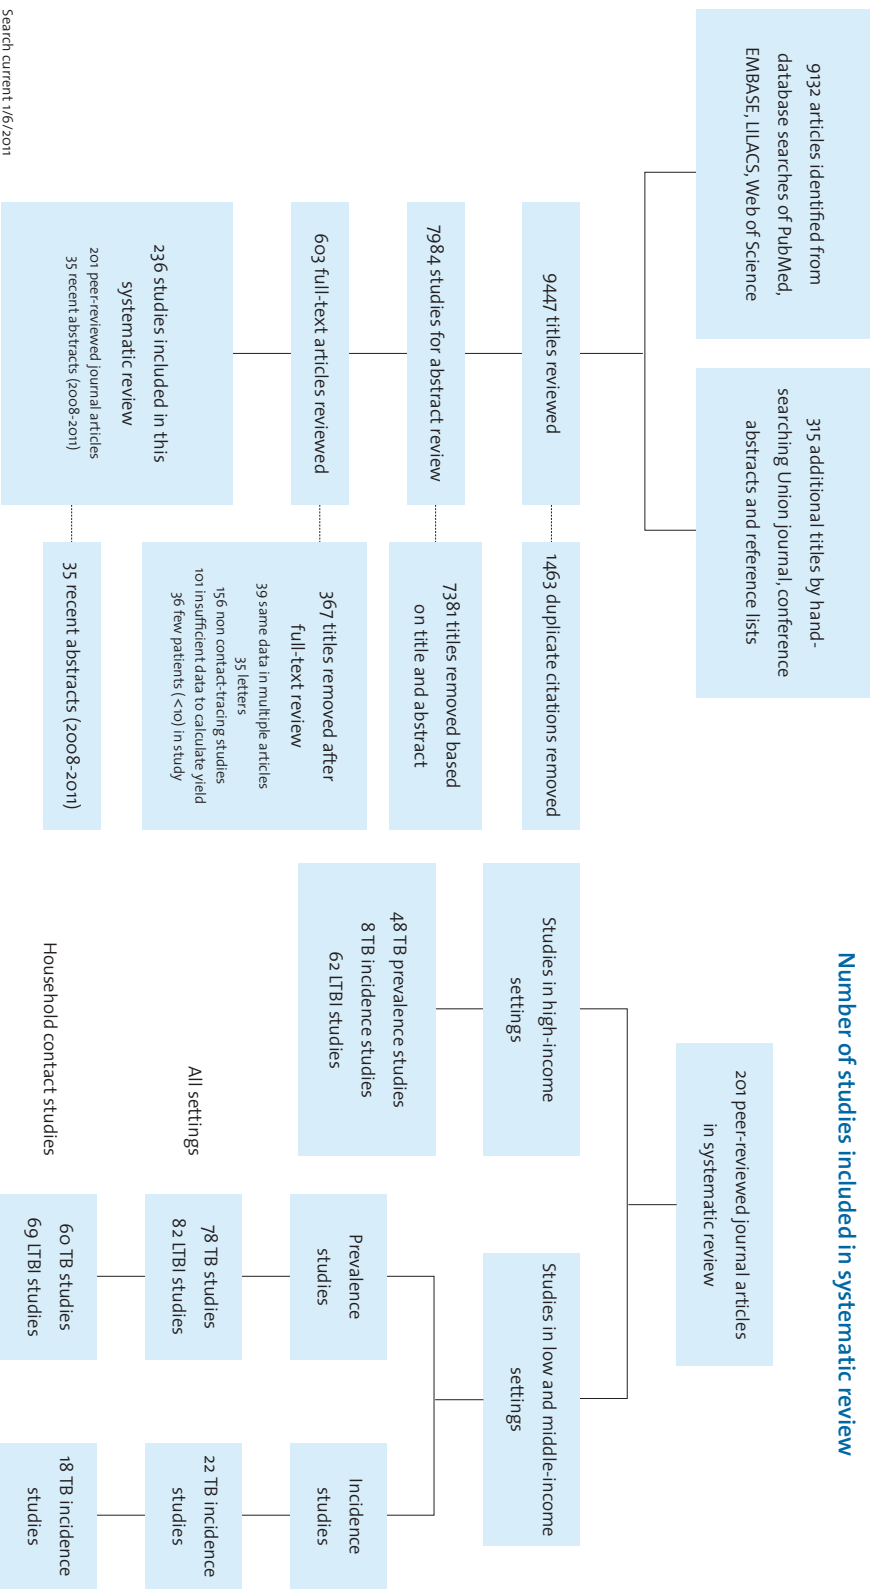 9132 articles identified from
database searches of PubMed,
EMBASE, LILACS, Web of Science
315 additional titles by hand-
searching Union journal, conference
abstracts and reference lists
9447 titles reviewed
1463 duplicate citations removed
7984 studies for abstract review
7381 titles removed based
on title and abstract
603 full-text articles reviewed
367 titles removed after
full-text review
39 same data in multiple articles
35 letters
156 non contact-tracing studies
101 insufficient data to calculate yield
36 few patients (<10) in study
236 studies included in this
systematic review
201 peer-reviewed journal articles
35 recent abstracts (2008-2011)
35 recent abstracts (2008-2011)
Search current 1/6/2011
Number of studies included in systematic review
201 peer-reviewed journal articles
in systematic review
Studies in high-income
settings
Studies in low and middle-income
settings
48 TB prevalence studies
8 TB incidence studies
62 LTBI studies
Prevalence
studies
Incidence
studies
All settings
78 TB studies
82 LTBI studies
22 TB incidence
studies
Household contact studies
60 TB studies
69 LTBI studies
18 TB incidence
studies